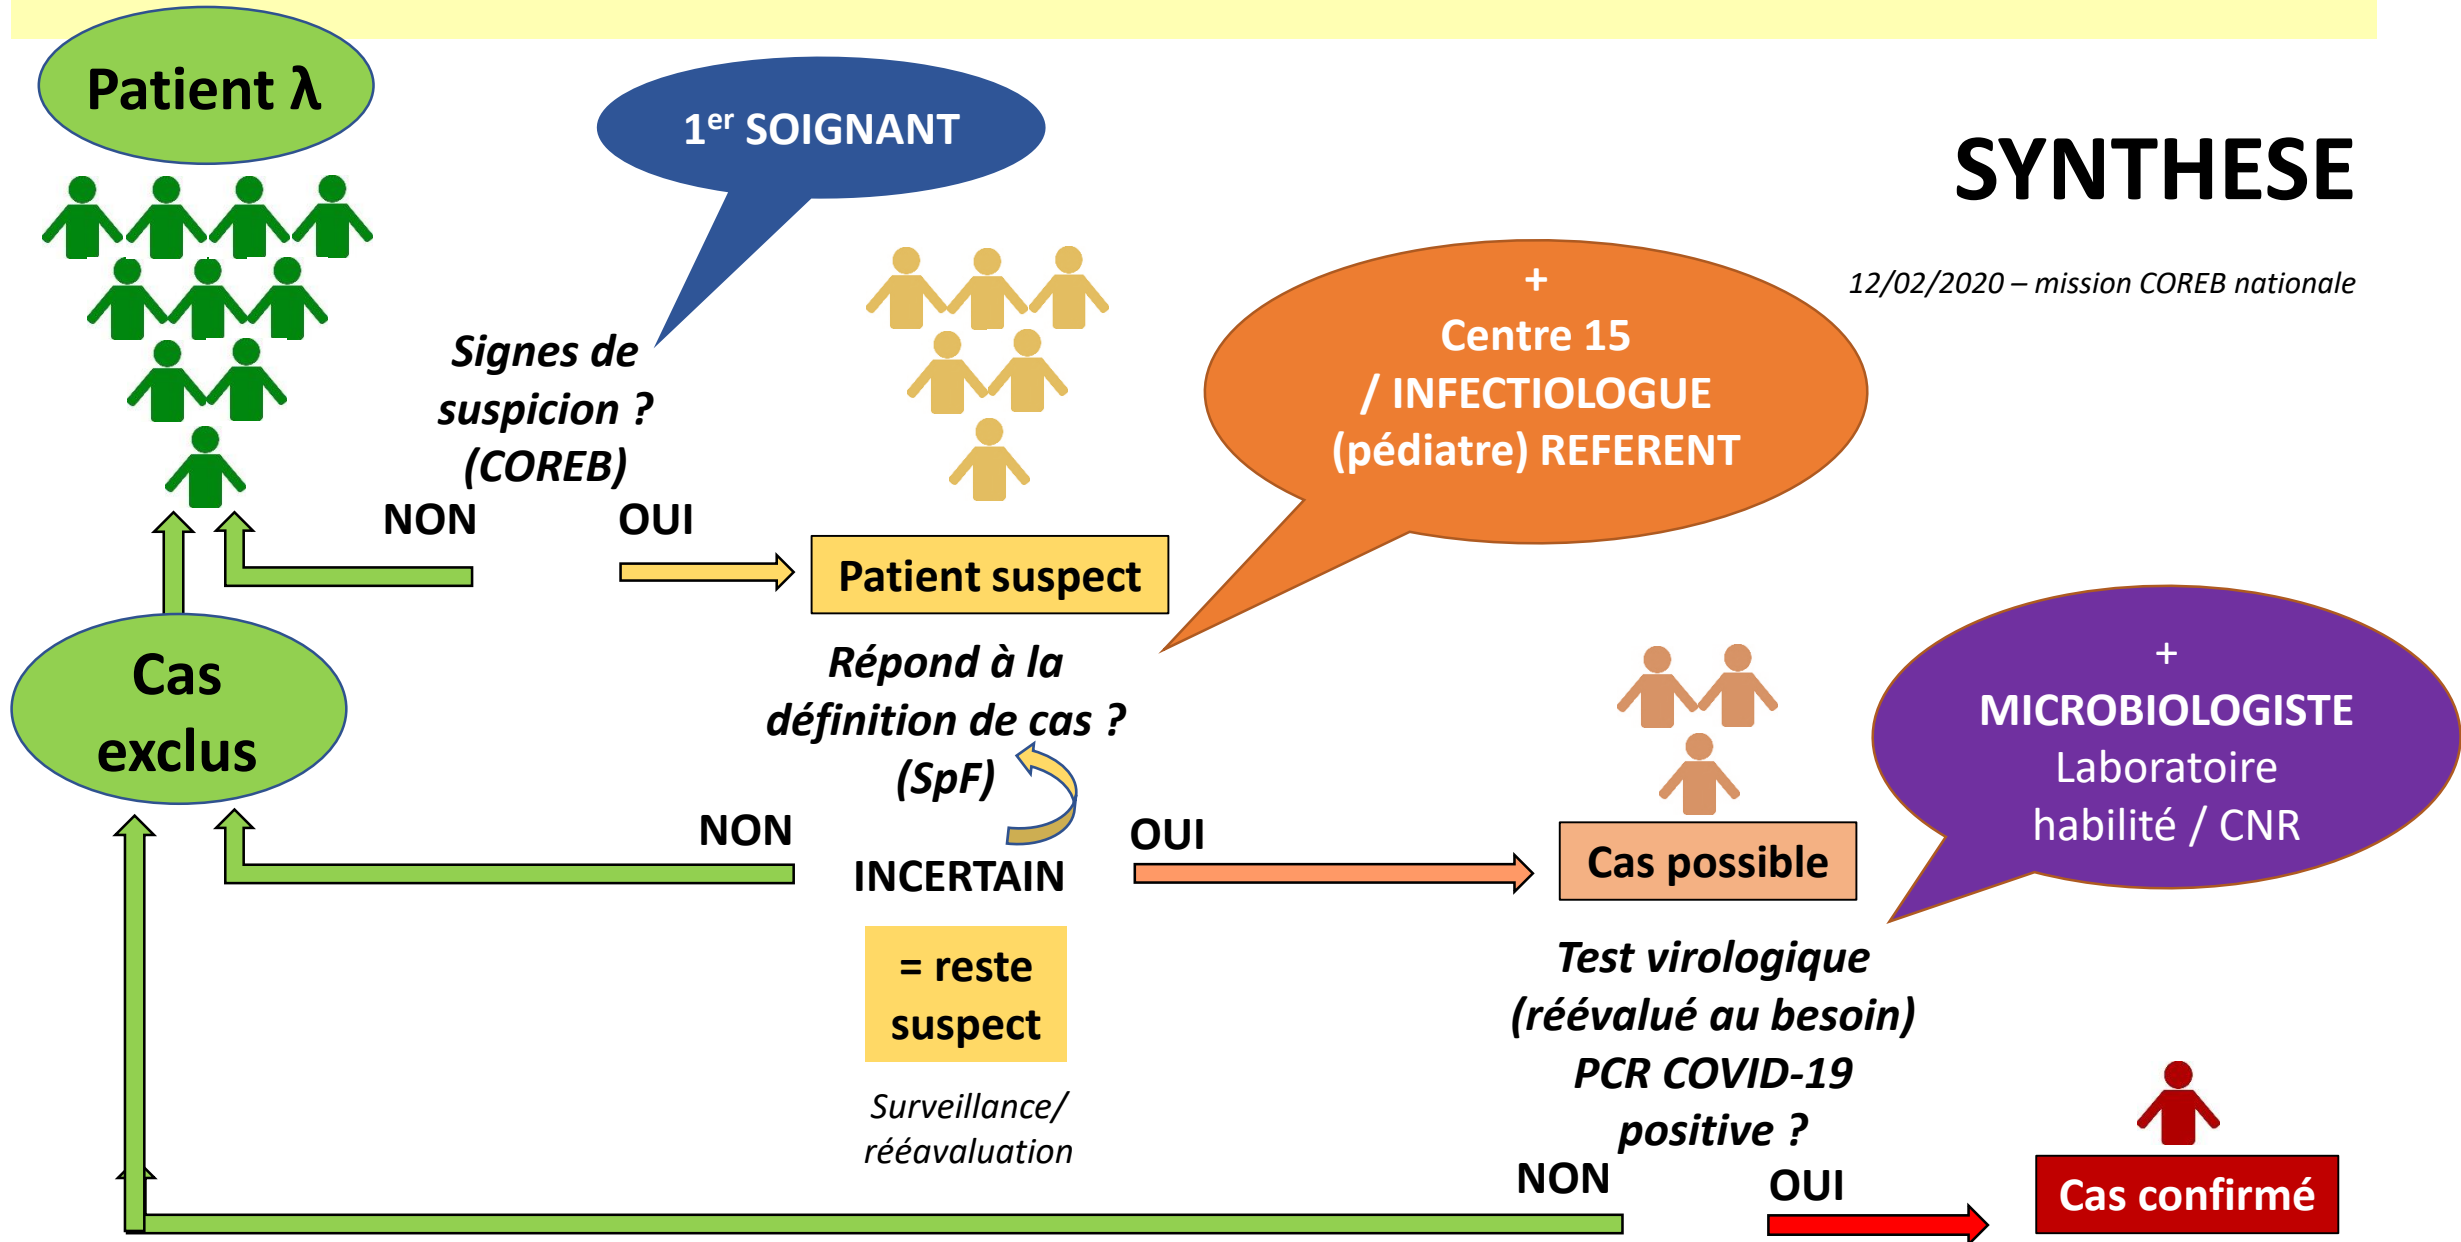 Patient λ
1er SOIGNANT
SYNTHESE
12/02/2020 – mission COREB nationale
Signes de
suspicion ?
(COREB)
NON
OUI
+
Centre 15
/ INFECTIOLOGUE
(pédiatre) REFERENT
Patient suspect
Cas
exclus
Répond à la
définition de cas ?
(SpF)
NON
INCERTAIN
OUI
= reste
suspect
Surveillance/
rééavaluation
+
MICROBIOLOGISTE
Laboratoire
habilité / CNR
Cas possible
Test virologique
(réévalué au besoin)
PCR COVID-19
positive ?
NON
OUI
Cas confirmé